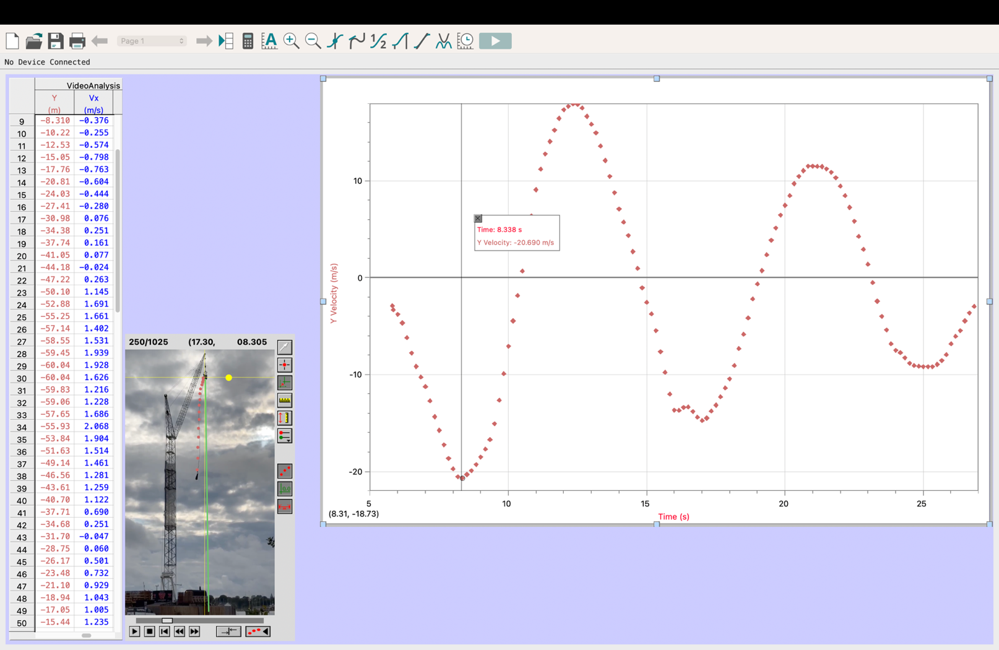 Page 1
A
1/2
No Device Connected
VideoAnalysis
Y Vx
(m) (m/s)
9 -8.310 -0.376
10 -10.22 -0.255
11 -12.53 -0.574
12 -15.05 -0.798
13 -17.76 -0.763
14 -20.81 -0.604
15 -24.03 -0.444
16 -27.41 -0.280
17 -30.98 0.076
18 -34.38 0.251
19 -37.74 0.161
20 -41.05 0.077
21 -44.18 -0.024
22 -47.22 0.263
23 -50.10 1.145
24 -52.88 1.691
25 -55.25 1.661
26 -57.14 1.402
27 -58.55 1.531
28 -59.45 1.939
29 -60.04 1.928
30 -60.04 1.626
31 -59.83 1.216
32 -59.06 1.228
33 -57.65 1.686
34 -55.93 2.068
35 -53.84 1.904
36 -51.63 1.514
37 -49.14 1.461
38 -46.56 1.281
39 -43.61 1.259
40 -40.70 1.122
41 -37.71 0.690
42 -34.68 0.251
43 -31.70 -0.047
44 -28.75 0.060
45 -26.17 0.501
46 -23.48 0.732
47 -21.10 0.929
48 -18.94 1.043
49 -17.05 1.005
50 -15.44 1.235
250/1025 (17.30, 08.305
0.0
Y Velocity (m/s)
10
0
-10
-20
Time: 8.338 s
Y Velocity: -20.690 m/s
5 10 15 20 25
(8.31, -18.73)
Time (s)